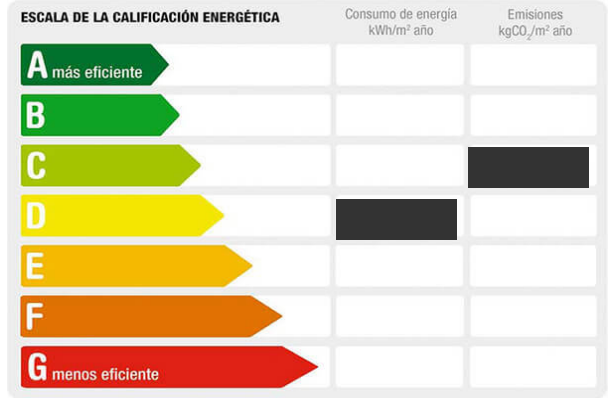 ESCALA DE LA CALIFICACIÓN ENERGÉTICA
Consumo de energía
kWh/m² año
Emisiones
kgCO₂/m² año
A más eficiente
B
C
D
E
F
G menos eficiente